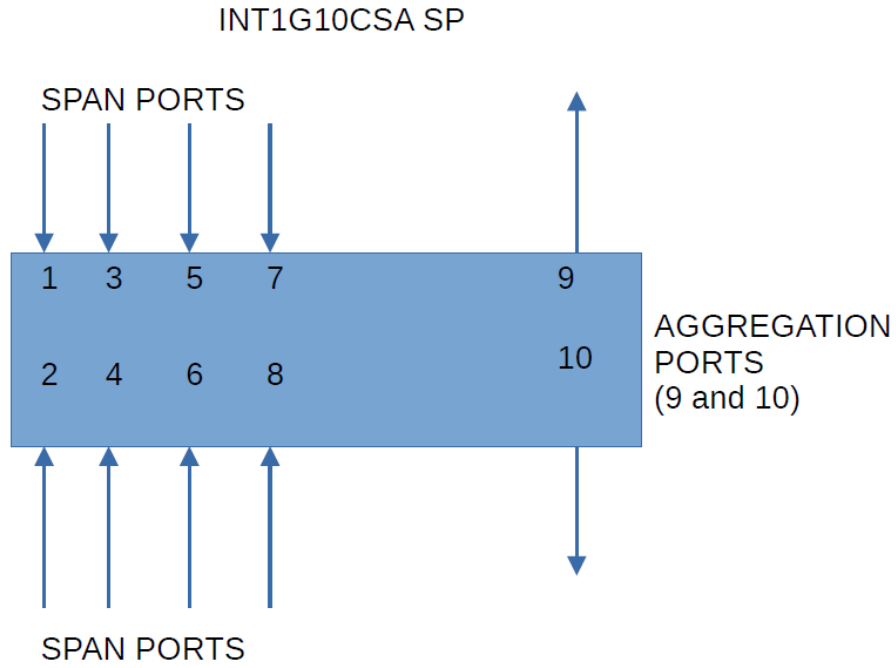 INT1G10CSA SP
SPAN PORTS
1 3 5 7 9
2 4 6 8 10
AGGREGATION
PORTS
(9 and 10)
SPAN PORTS